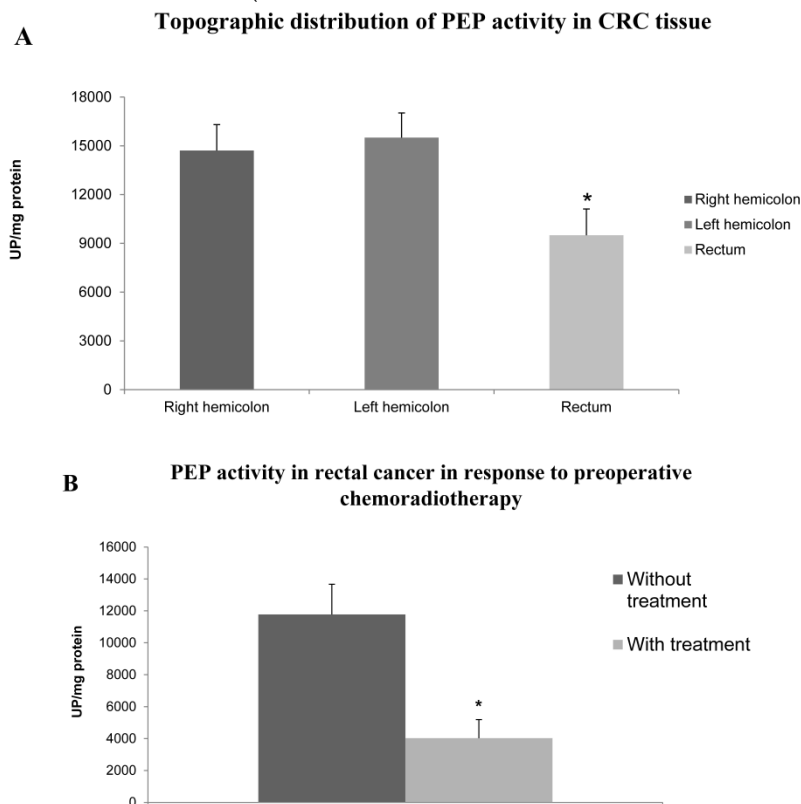 Topographic distribution of PEP activity in CRC tissue
A
18000
15000
12000
9000
6000
3000
0
UP/mg protein
*
Right hemicolon
Left hemicolon
Rectum
Right hemicolon
Left hemicolon
Rectum
B
PEP activity in rectal cancer in response to preoperative
chemoradiotherapy
16000
14000
12000
10000
8000
6000
4000
2000
0
UP/mg protein
*
Without
treatment
With treatment